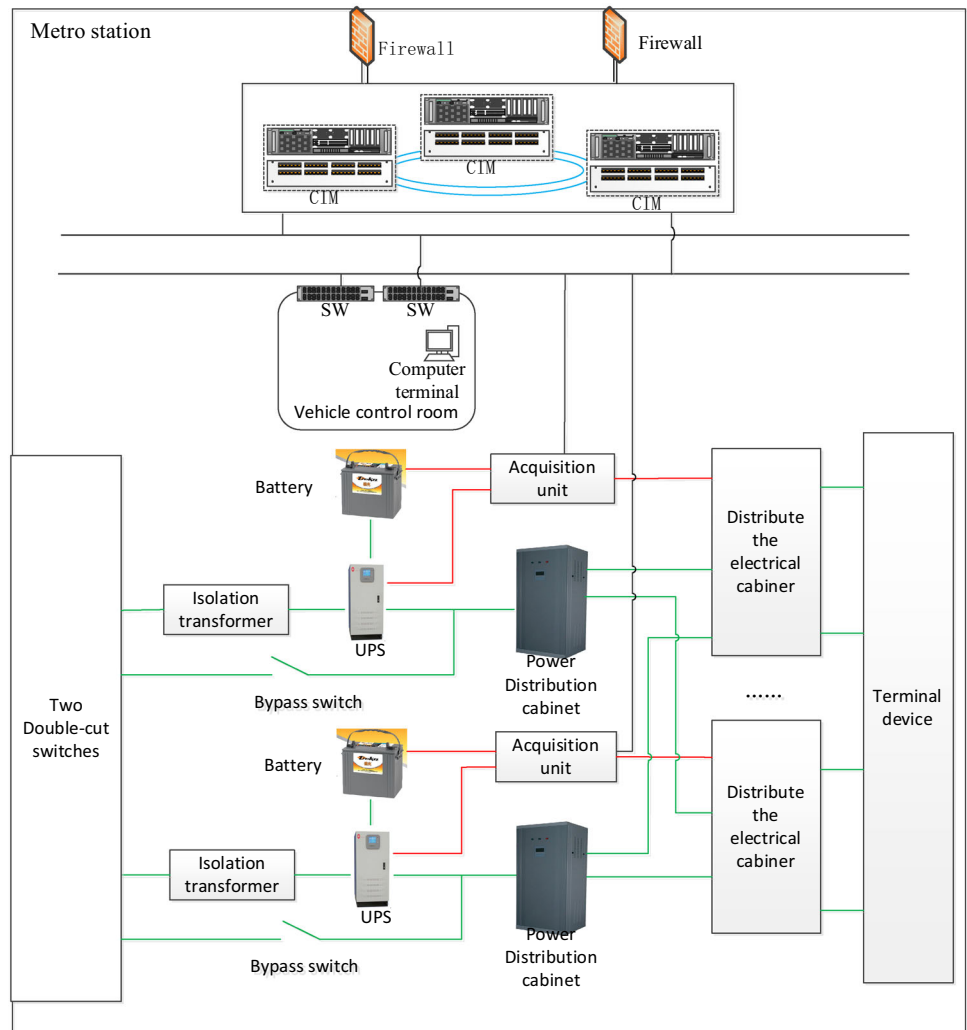 Metro station
Firewall
Firewall
CIM
CIM
CIM
SW
SW
Computer
terminal
Vehicle control room
Battery
Acquisition
unit
Distribute
the
electrical
cabiner
Isolation
transformer
UPS
Bypass switch
Power
Distribution
cabinet
Two
Double-cut
switches
......
Terminal
device
Battery
Acquisition
unit
Distribute
the
electrical
cabiner
Isolation
transformer
UPS
Bypass switch
Power
Distribution
cabinet